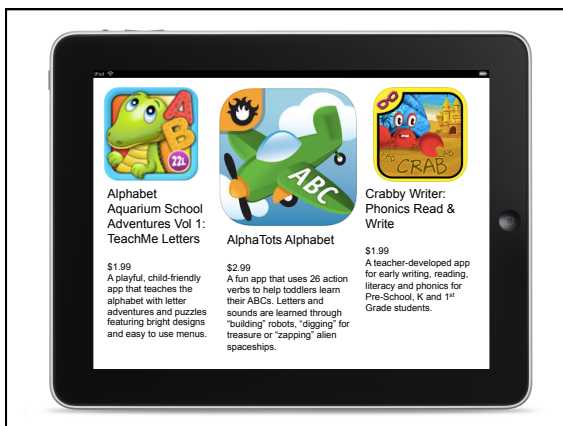 iPad
A
B
22L
Alphabet
Aquarium School
Adventures Vol 1:
TeachMe Letters
$1.99
A playful, child-friendly
app that teaches the
alphabet with letter
adventures and puzzles
featuring bright designs
and easy to use menus.
ABC
AlphaTots Alphabet
$2.99
A fun app that uses 26 action
verbs to help toddlers learn
their ABCs. Letters and
sounds are learned through
“building” robots, “digging” for
treasure or “zapping” alien
spaceships.
AB
AB
CRAB
Crabby Writer:
Phonics Read &
Write
$1.99
A teacher-developed app
for early writing, reading,
literacy and phonics for
Pre-School, K and 1st
Grade students.